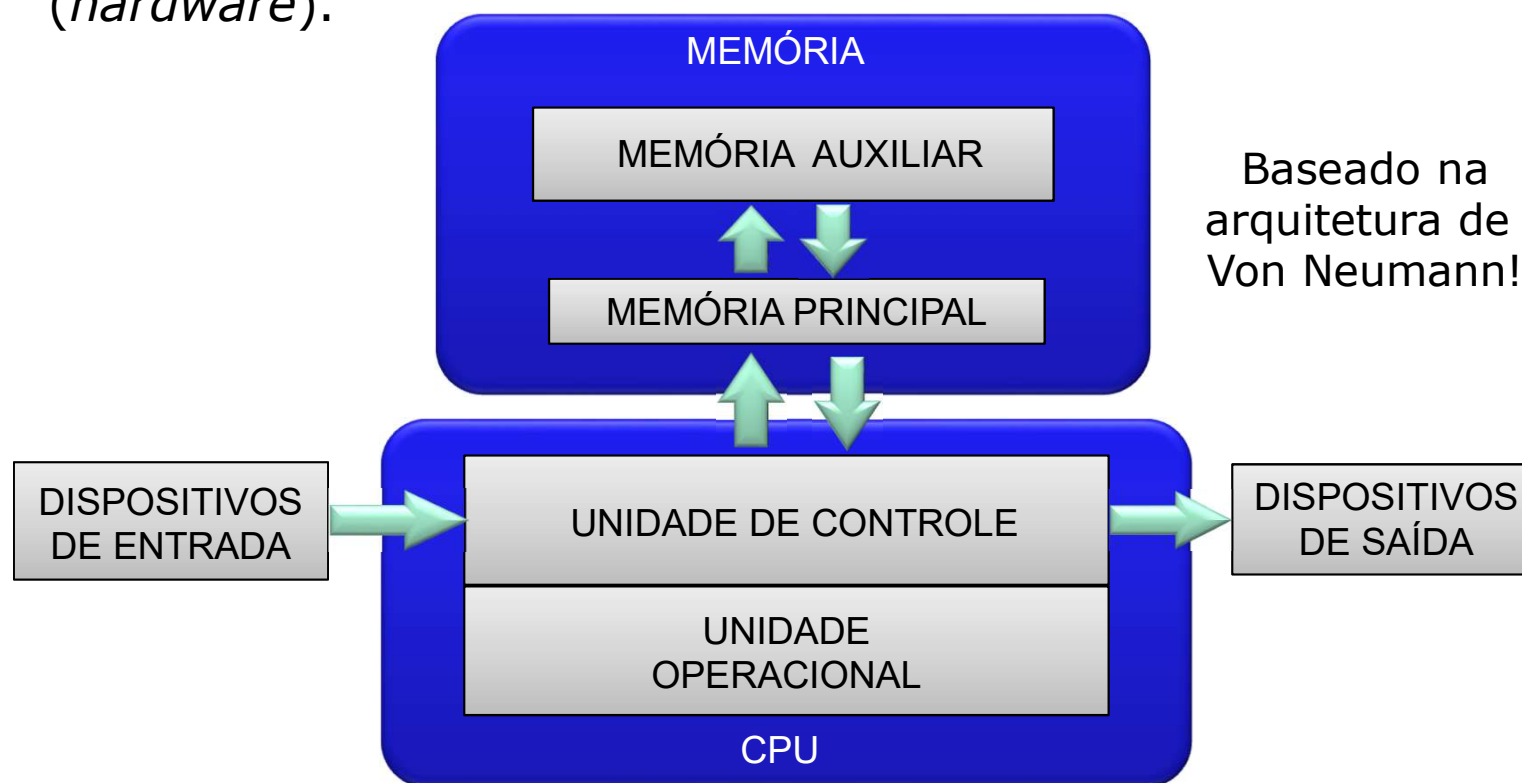 (hardware).
MEMÓRIA
MEMÓRIA AUXILIAR
Baseado na
arquitetura de
Von Neumann!
MEMÓRIA PRINCIPAL
DISPOSITIVOS
DE ENTRADA
UNIDADE DE CONTROLE
DISPOSITIVOS
DE SAÍDA
UNIDADE
OPERACIONAL
CPU